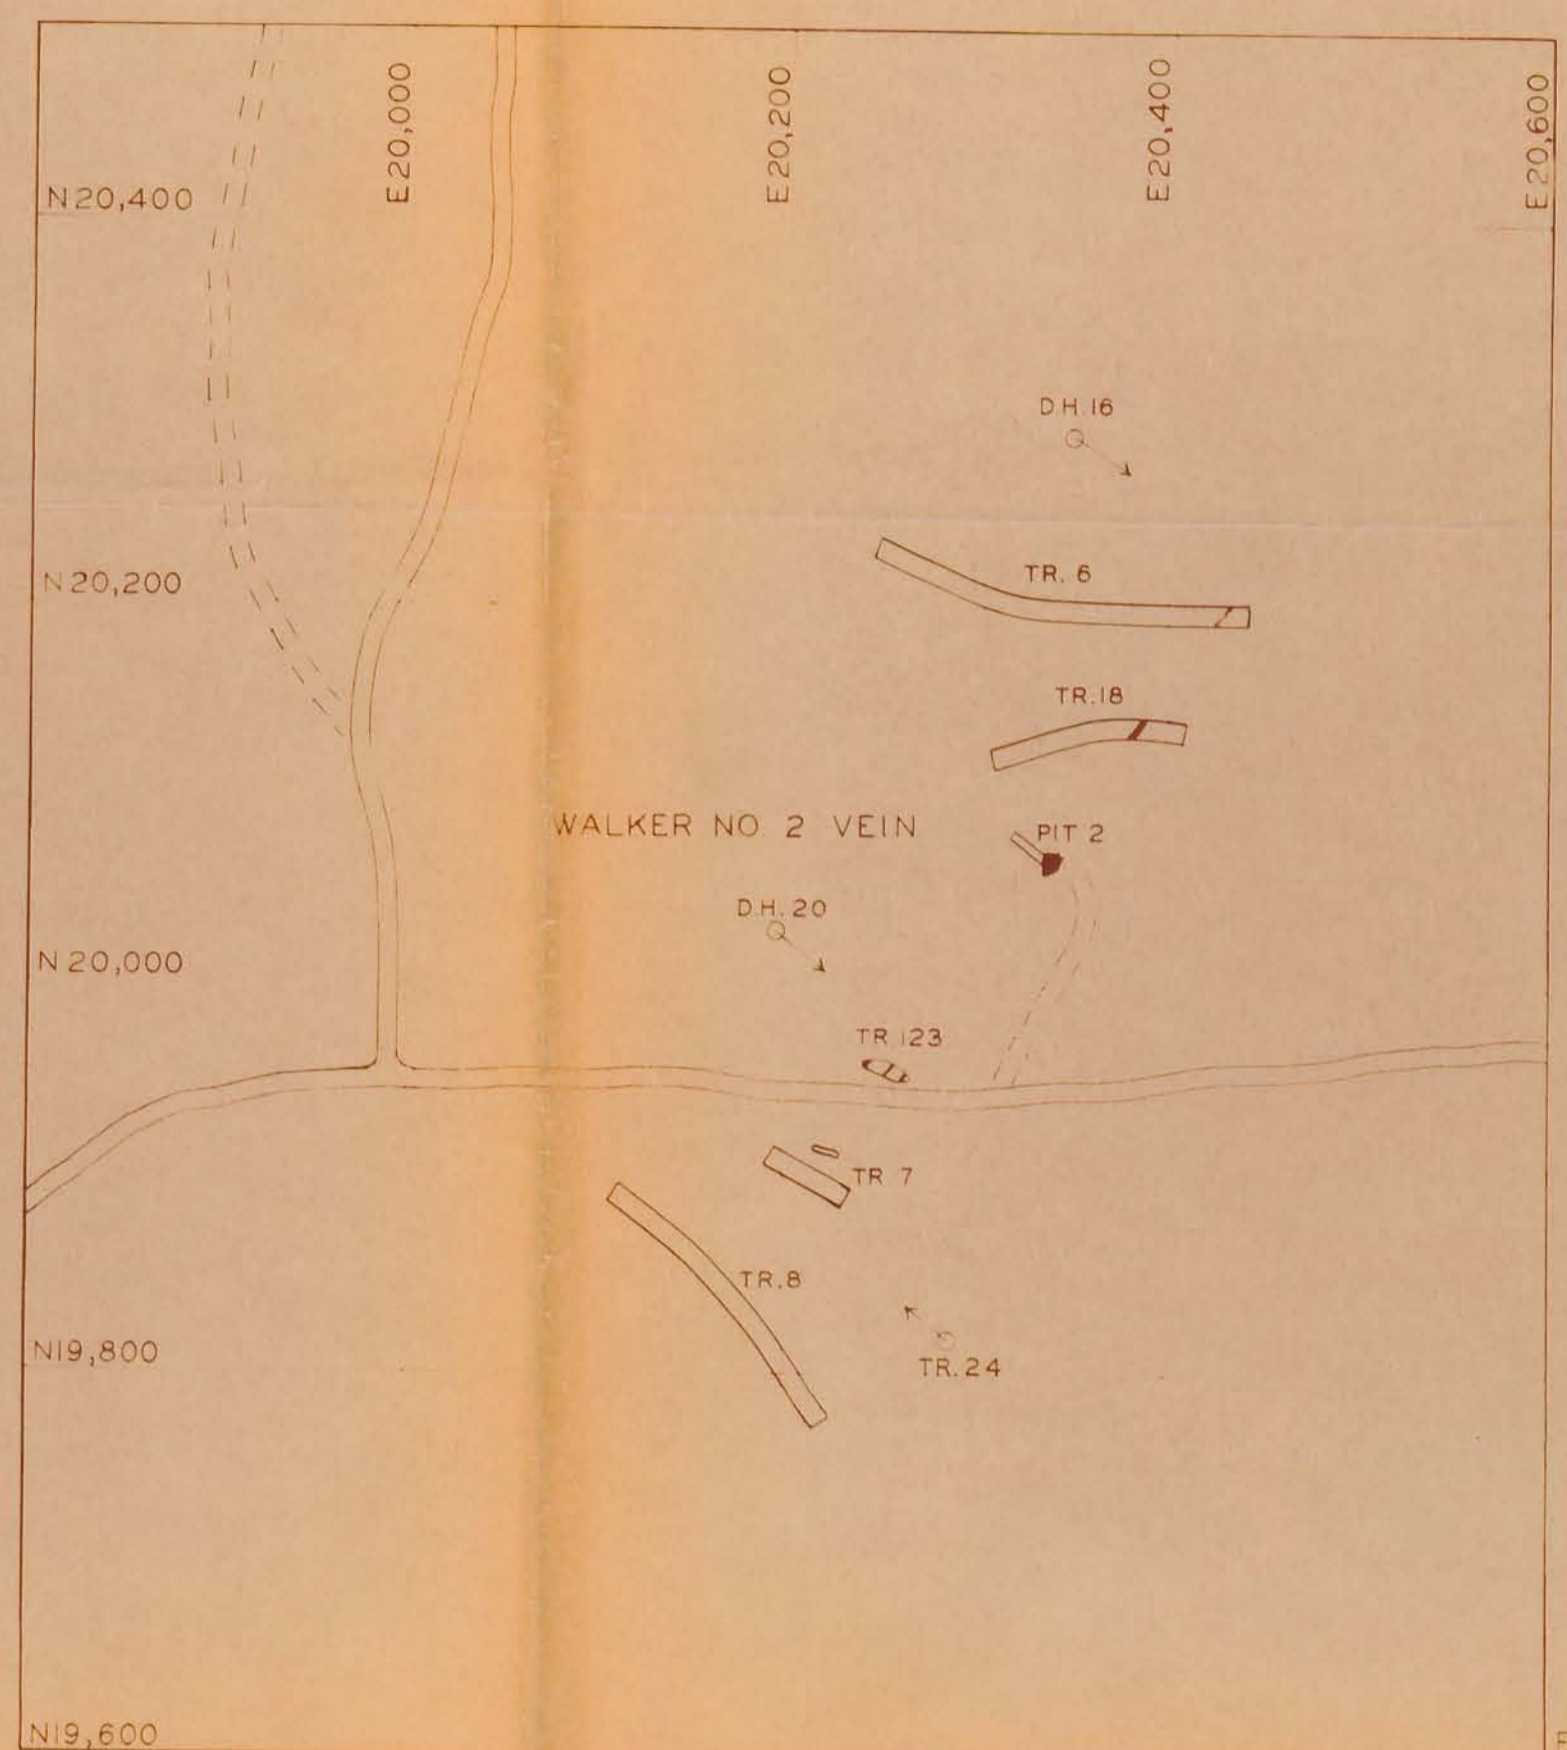 E20,000
E20,200
E20,400
E20,600
N20,400
D.H.16
TR. 6
N20,200
TR.18
WALKER NO 2 VEIN
PIT 2
D.H. 20
N20,000
TR 123
TR 7
TR.8
N19,800
TR.24
N19,600